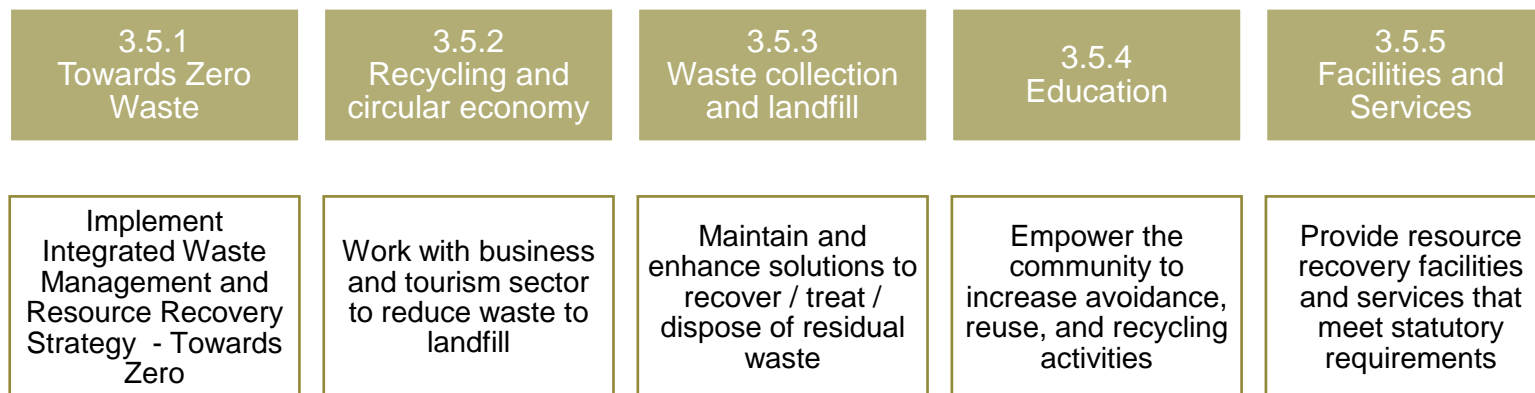 3.5.1
Towards Zero
Waste
3.5.2
Recycling and
circular economy
3.5.3
Waste collection
and landfill
3.5.4
Education
3.5.5
Facilities and
Services
Implement
Integrated Waste
Management and
Resource Recovery
Strategy  - Towards
Zero
Work with business
and tourism sector
to reduce waste to
landfill
Maintain and
enhance solutions to
recover / treat /
dispose of residual
waste
Empower the
community to
increase avoidance,
reuse, and recycling
activities
Provide resource
recovery facilities
and services that
meet statutory
requirements